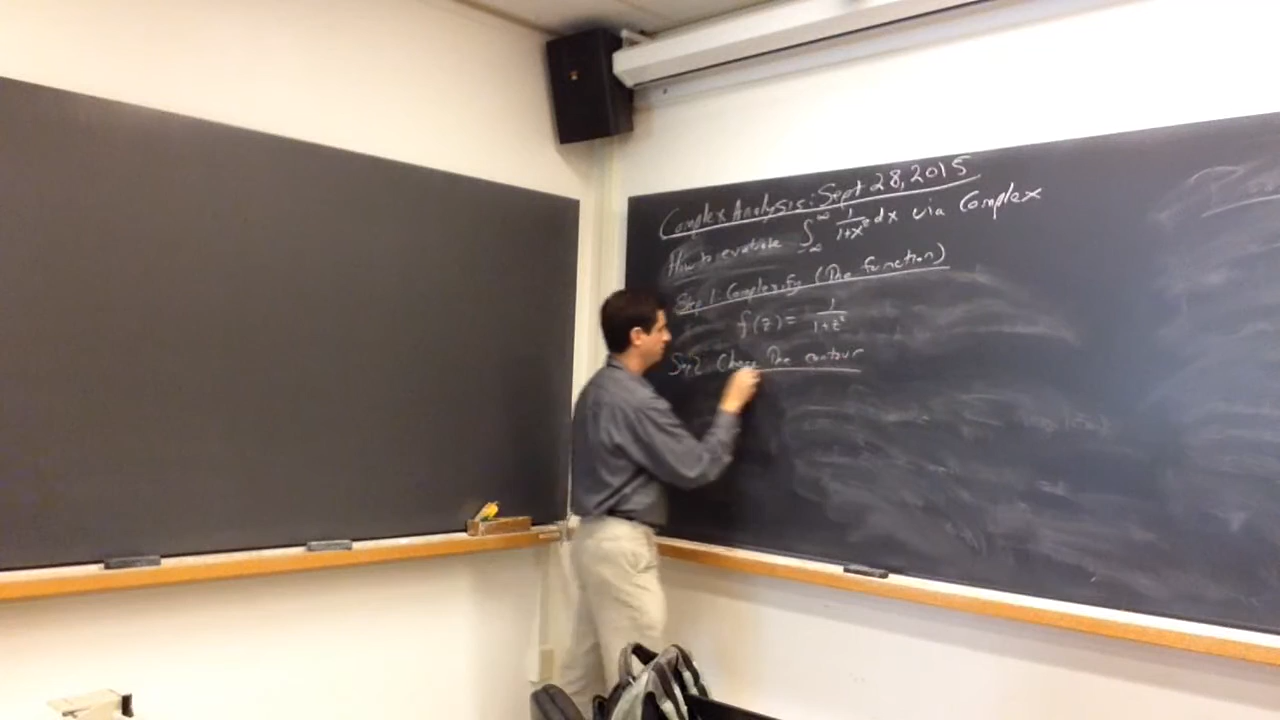 Complex Analysis: Sept 28, 2015
How to evaluate ∫_{-∞}^{∞} 1/(1+x²) dx via Complex
Step 1: Complexify (The function)
f(z) = 1/(1+z²)
Step 2: Choose The contour